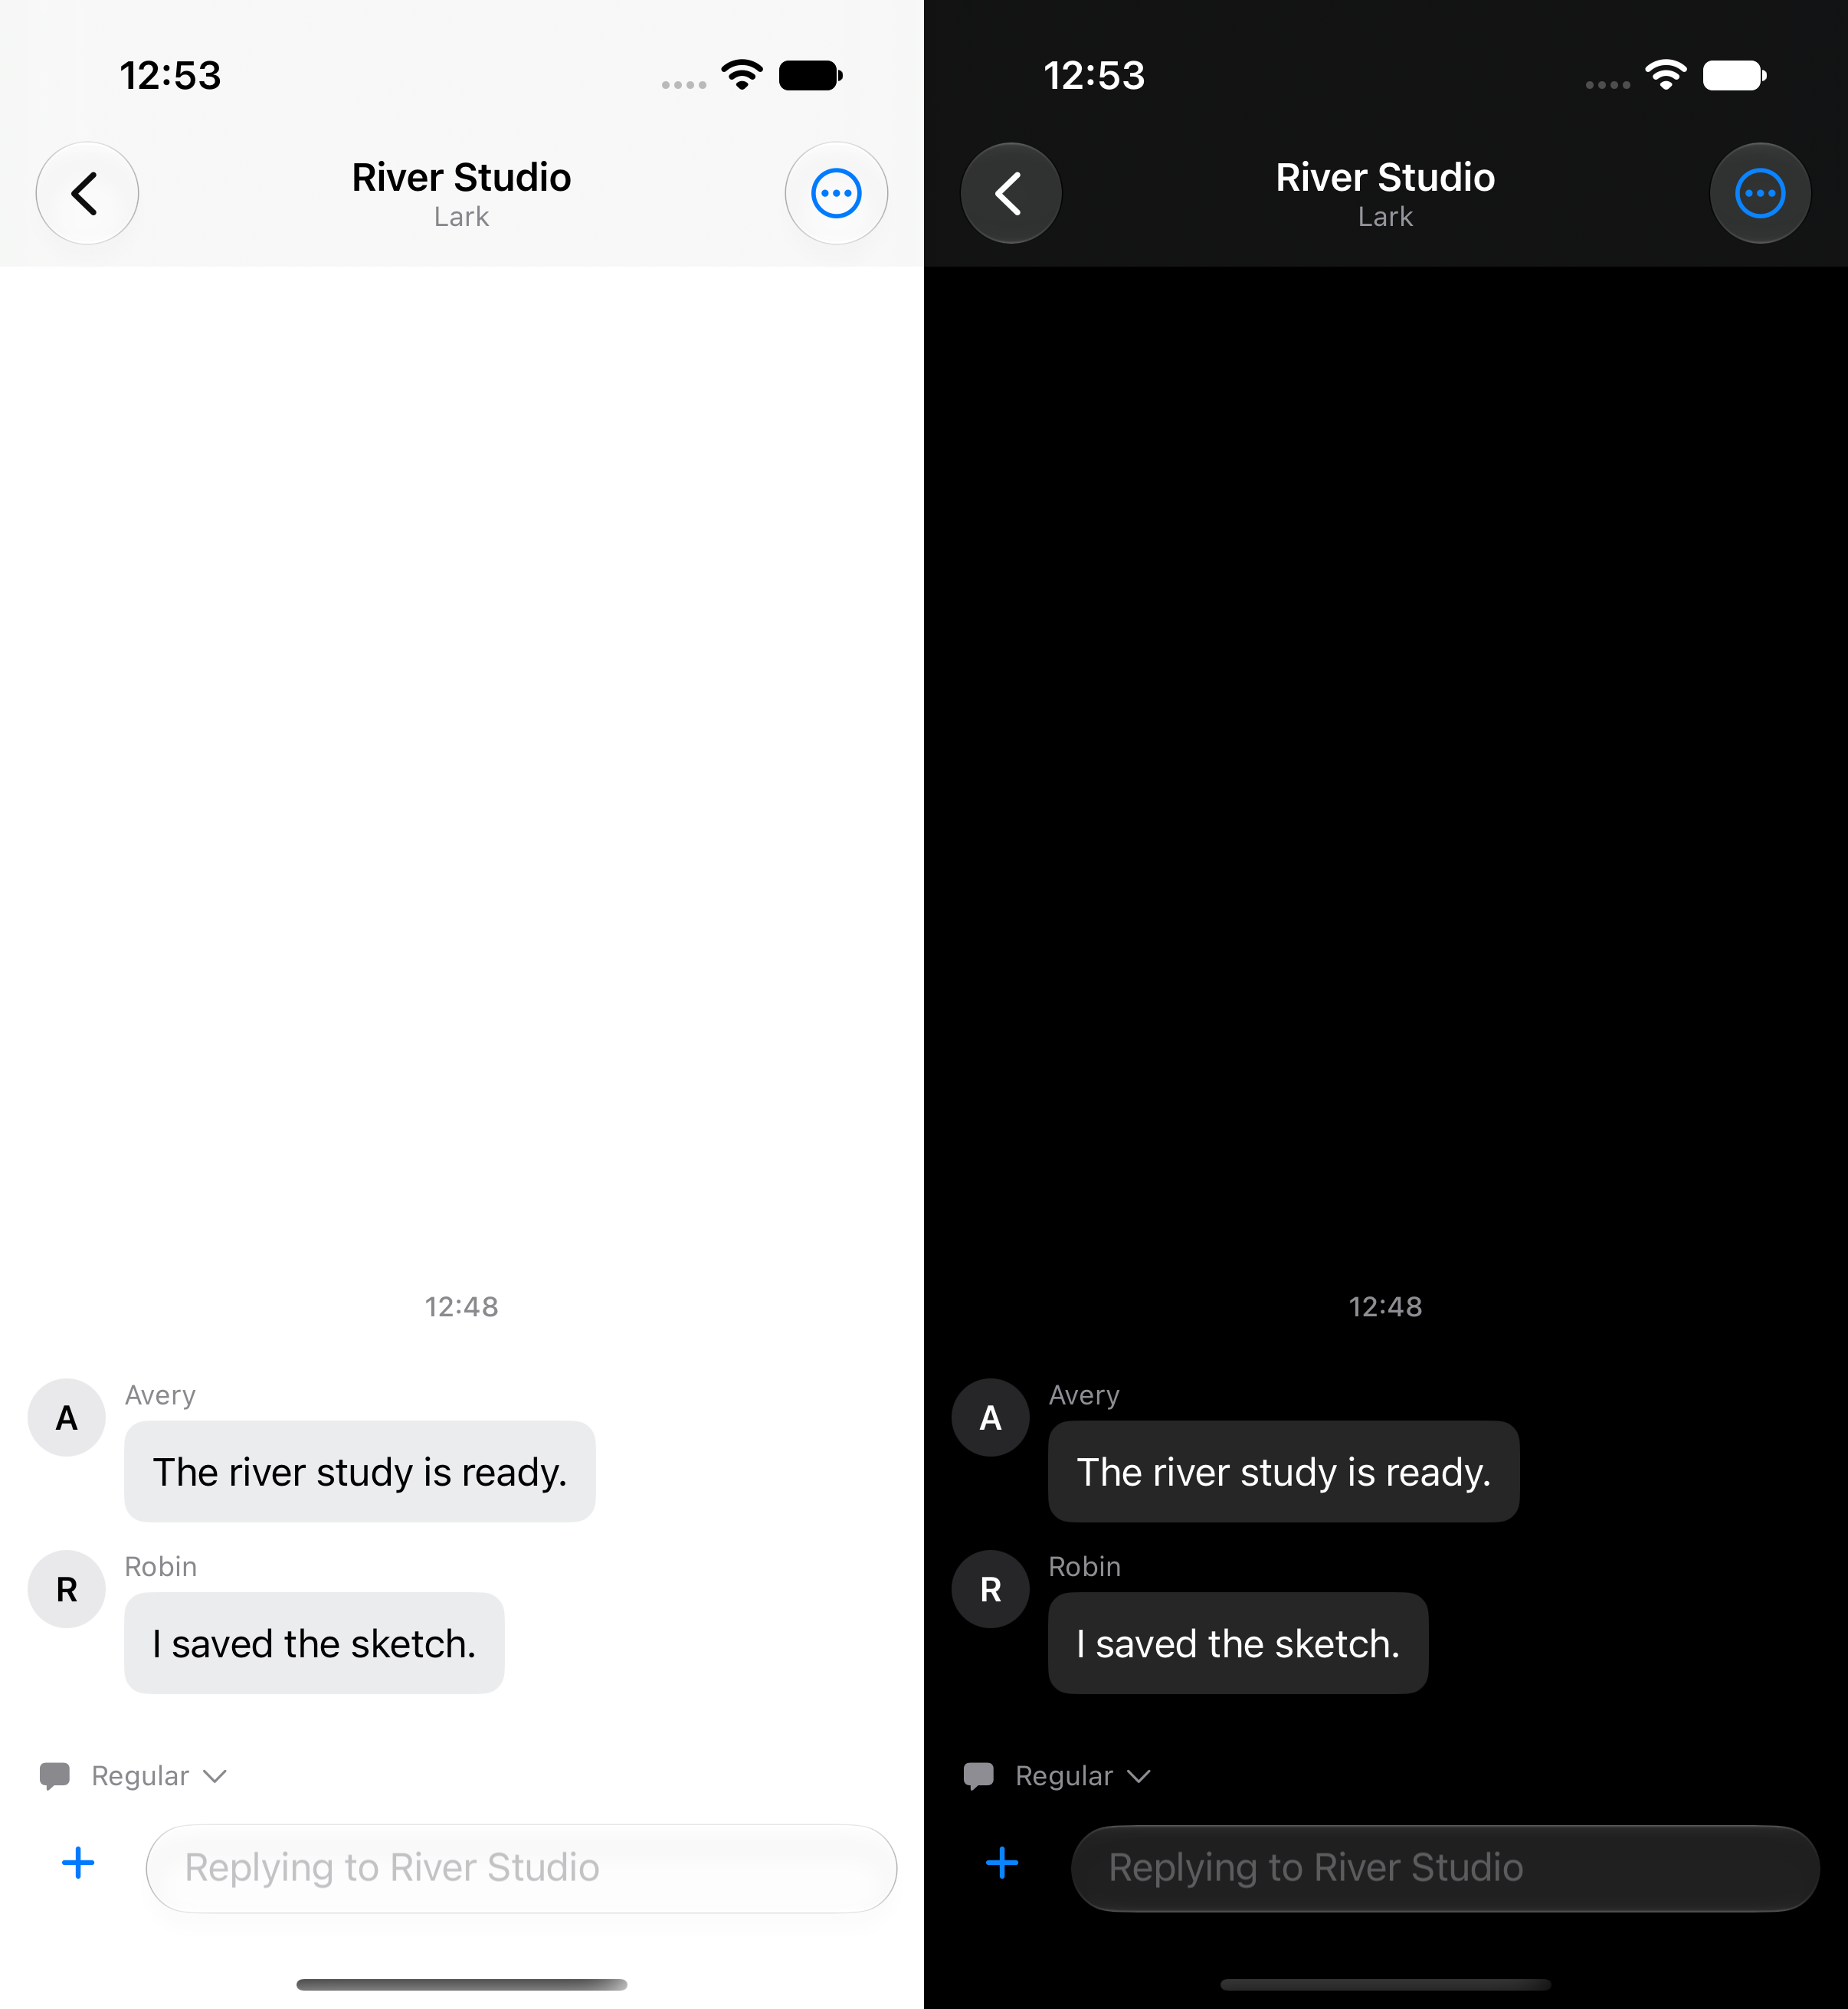 12:53
River Studio
Lark
12:48
Avery
A
The river study is ready.
Robin
R
I saved the sketch.
Regular
Replying to River Studio
12:53
River Studio
Lark
12:48
Avery
A
The river study is ready.
Robin
R
I saved the sketch.
Regular
Replying to River Studio